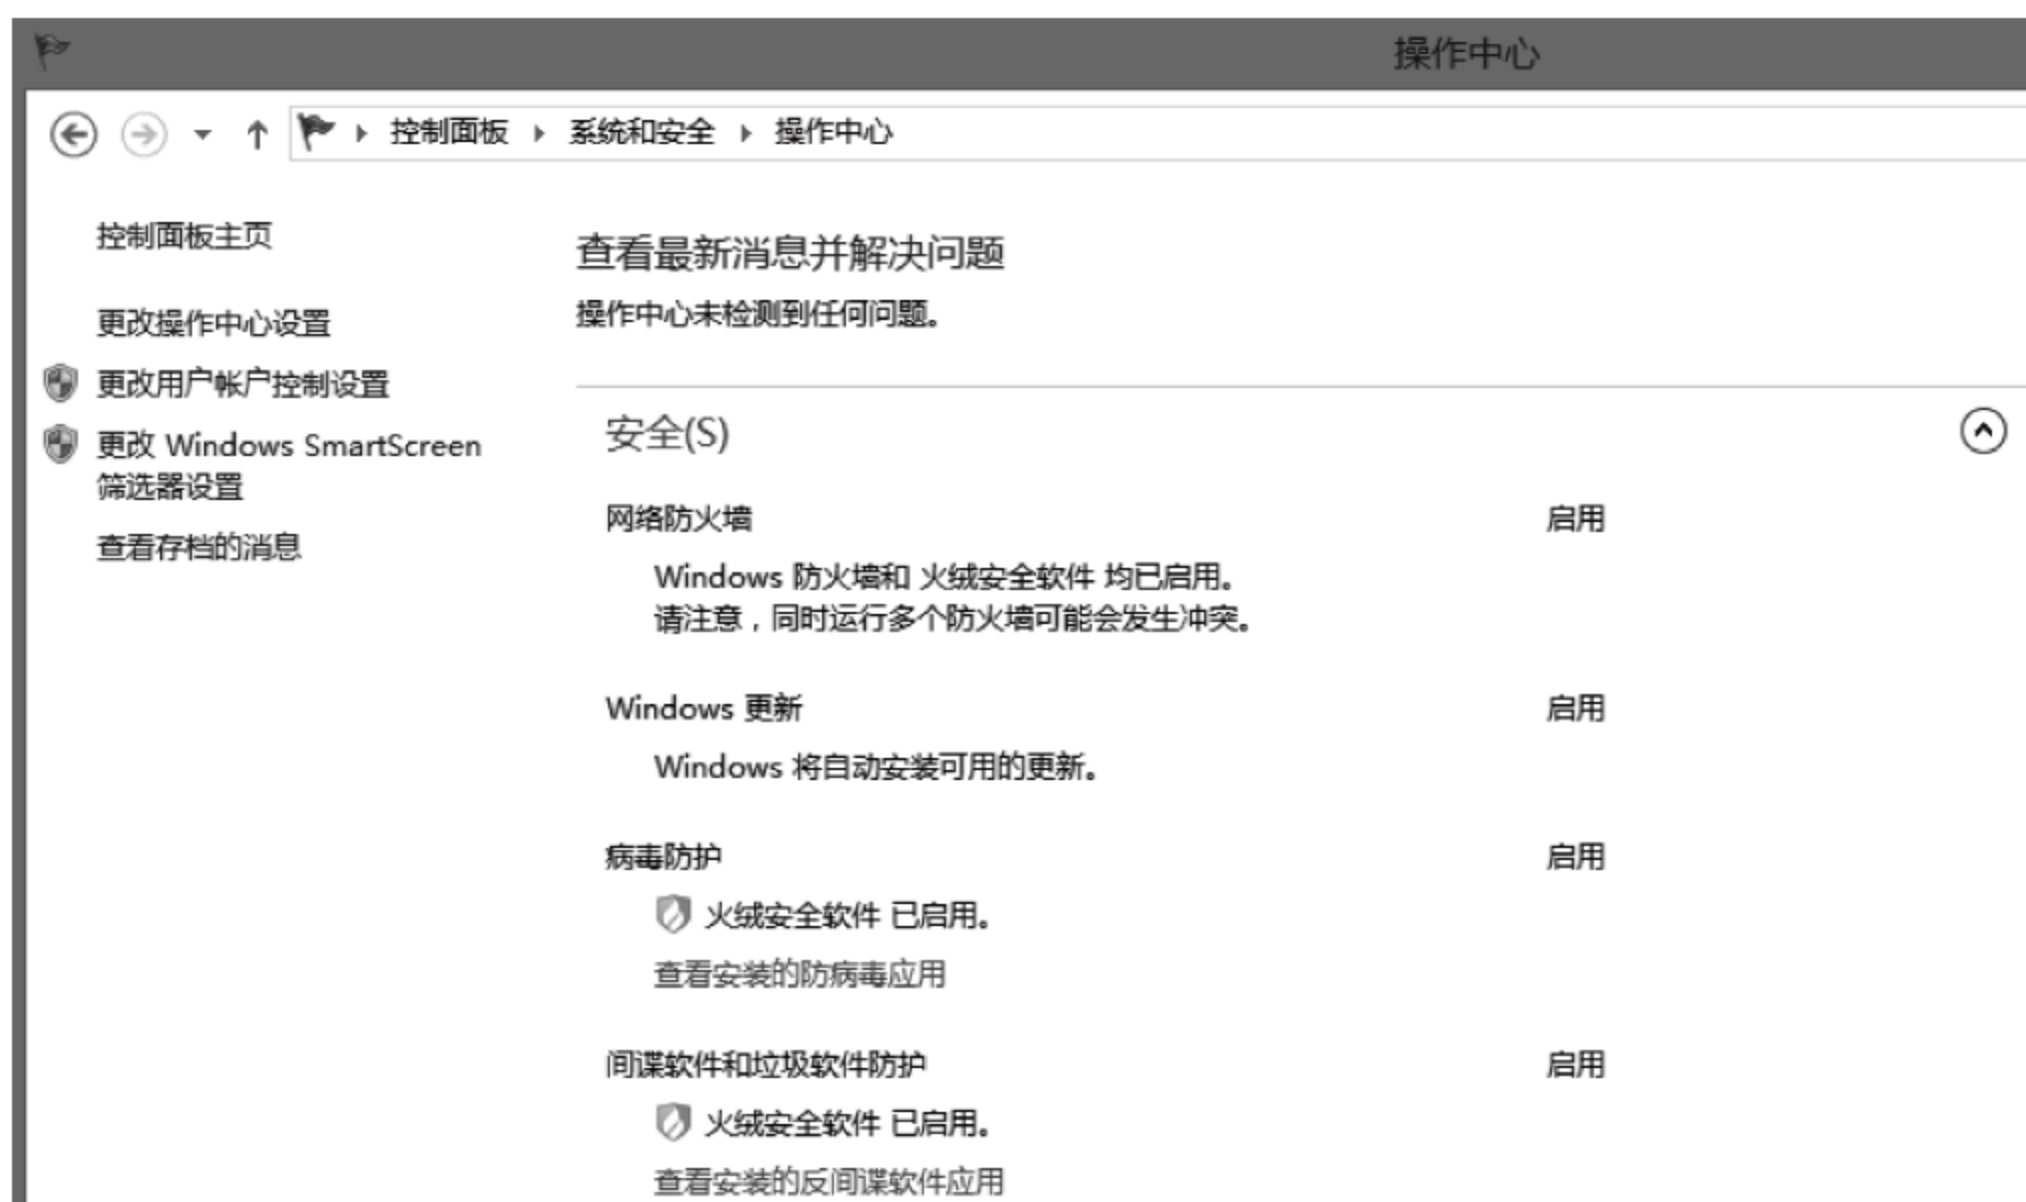 操作中心
控制面板 系统和安全 操作中心
控制面板主页
更改操作中心设置
更改用户帐户控制设置
更改 Windows SmartScreen
筛选器设置
查看存档的消息
查看最新消息并解决问题
操作中心未检测到任何问题。
安全(S)
网络防火墙 启用
Windows 防火墙和 火绒安全软件 均已启用。
请注意，同时运行多个防火墙可能会发生冲突。
Windows 更新 启用
Windows 将自动安装可用的更新。
病毒防护 启用
火绒安全软件 已启用。
查看安装的防病毒应用
间谍软件和垃圾软件防护 启用
火绒安全软件 已启用。
查看安装的反间谍软件应用